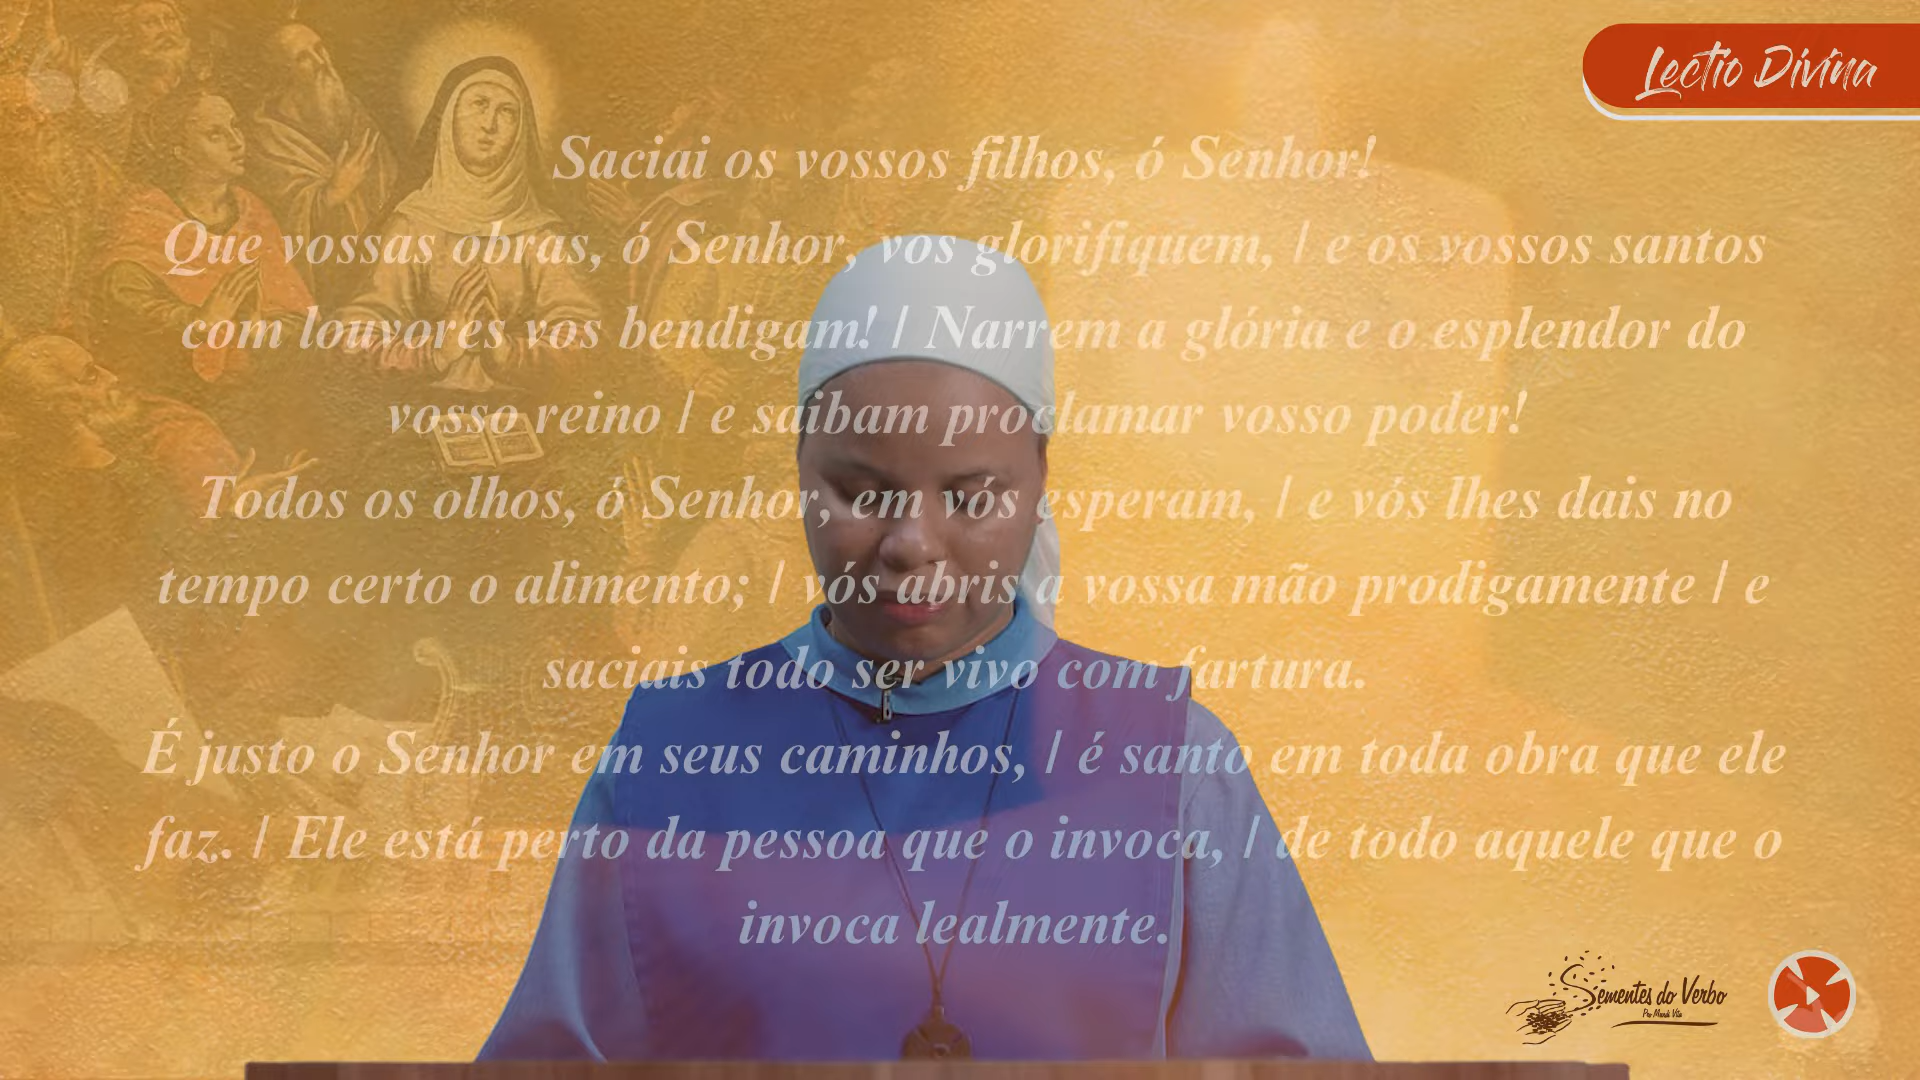 Lectio Divina
Saciai os vossos filhos, ó Senhor!
Que vossas obras, ó Senhor, vos glorifiquem, | e os vossos santos
com louvores vos bendigam! | Narrem a glória e o esplendor do
vosso reino | e saibam proclamar vosso poder!
Todos os olhos, ó Senhor, em vós esperam, | e vós lhes dais no
tempo certo o alimento; | vós abris a vossa mão prodigamente | e
saciais todo ser vivo com fartura.
É justo o Senhor em seus caminhos, | é santo em toda obra que ele
faz. | Ele está perto da pessoa que o invoca, | de todo aquele que o
invoca lealmente.
Sementes do Verbo